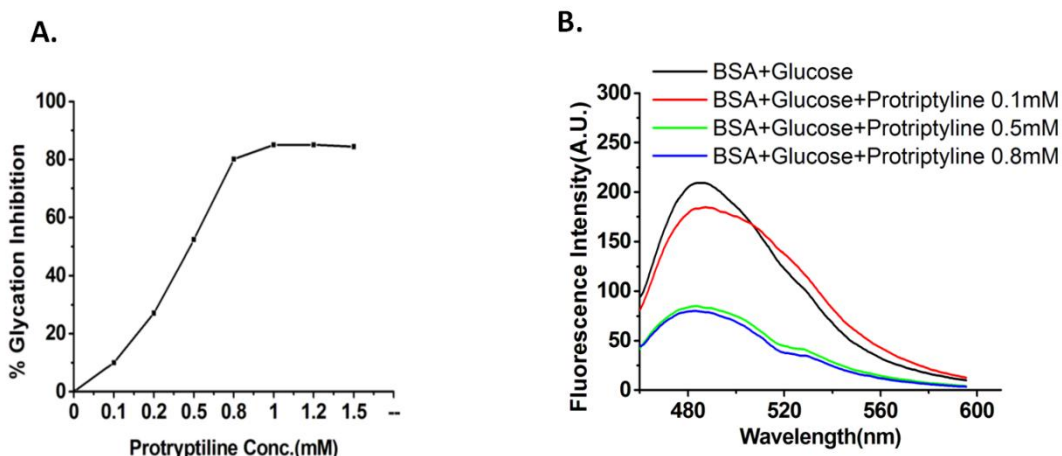 A.
% Glycation Inhibition
100
80
60
40
20
0
0 0.1 0.2 0.5 0.8 1 1.2 1.5 --
Protryptiline Conc.(mM)
B.
BSA+Glucose
BSA+Glucose+Protriptyline 0.1mM
BSA+Glucose+Protriptyline 0.5mM
BSA+Glucose+Protriptyline 0.8mM
Fluorescence Intensity(A.U.)
300
250
200
150
100
50
0
480 520 560 600
Wavelength(nm)